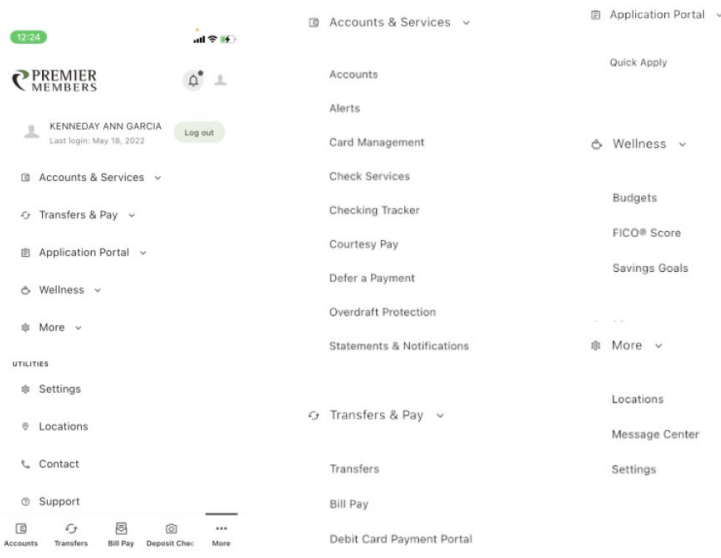 12:24
PREMIER
MEMBERS
KENNEDAY ANN GARCIA
Last login: May 18, 2022
Log out
Accounts & Services
Transfers & Pay
Application Portal
Wellness
More
UTILITIES
Settings
Locations
Contact
Support
Accounts
Transfers
Bill Pay
Deposit Chec
More
Accounts & Services
Accounts
Alerts
Card Management
Check Services
Checking Tracker
Courtesy Pay
Defer a Payment
Overdraft Protection
Statements & Notifications
Transfers & Pay
Transfers
Bill Pay
Debit Card Payment Portal
Application Portal
Quick Apply
Wellness
Budgets
FICO® Score
Savings Goals
More
Locations
Message Center
Settings